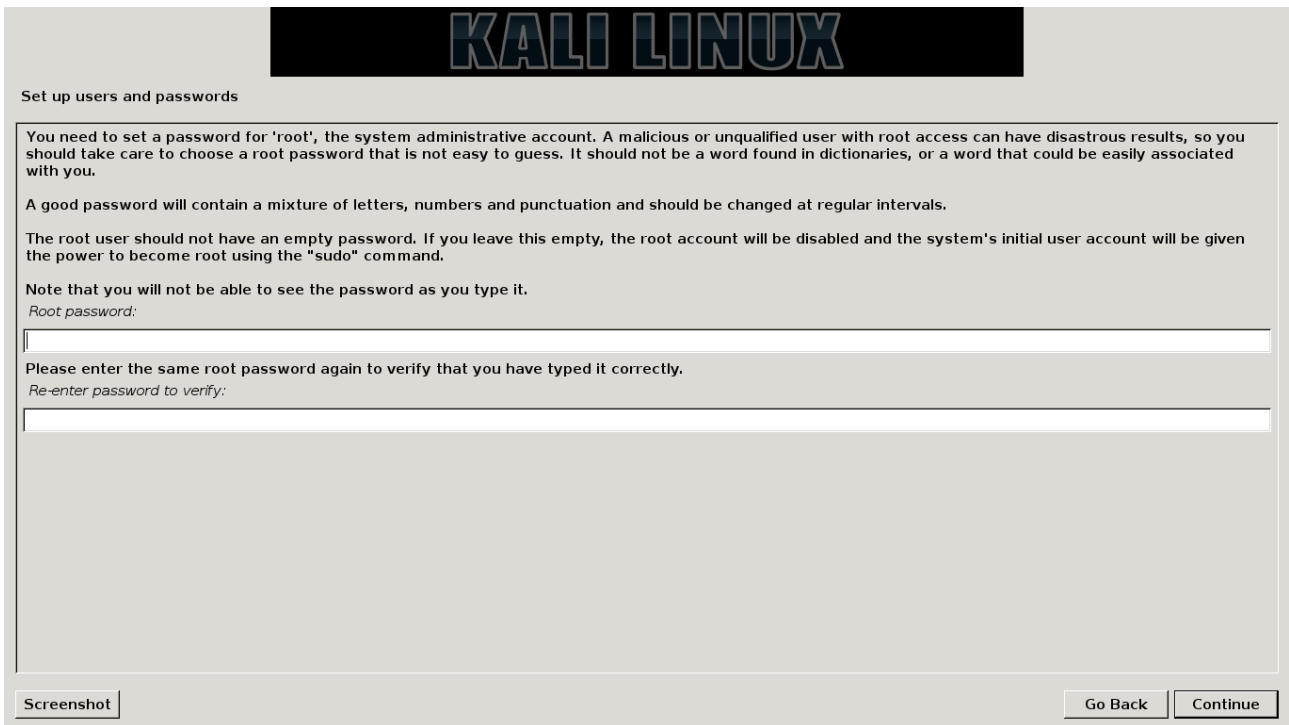 KALI LINUX
Set up users and passwords
You need to set a password for 'root', the system administrative account. A malicious or unqualified user with root access can have disastrous results, so you
should take care to choose a root password that is not easy to guess. It should not be a word found in dictionaries, or a word that could be easily associated
with you.
A good password will contain a mixture of letters, numbers and punctuation and should be changed at regular intervals.
The root user should not have an empty password. If you leave this empty, the root account will be disabled and the system's initial user account will be given
the power to become root using the "sudo" command.
Note that you will not be able to see the password as you type it.
Root password:
Please enter the same root password again to verify that you have typed it correctly.
Re-enter password to verify:
Screenshot
Go Back
Continue